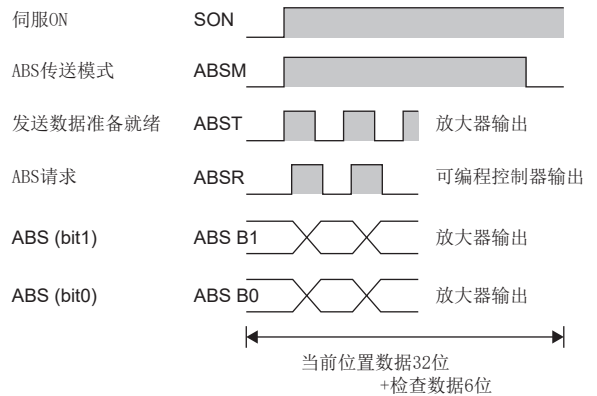 伺服ON SON
ABS传送模式 ABSM
发送数据准备就绪 ABST 放大器输出
ABS请求 ABSR 可编程控制器输出
ABS (bit1) ABS B1 放大器输出
ABS (bit0) ABS B0 放大器输出
当前位置数据32位
+检查数据6位